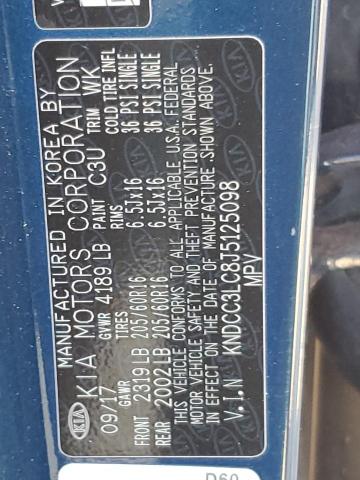 MANUFACTURED IN KOREA BY
KIA MOTORS CORPORATION
09/17 GVWR 4189 LB PAINT C3U TRIM WK
GAWR TIRES RIMS COLD TIRE INFL
FRONT 2319 LB 205/60R16 6.5Jx16 36 PSI SINGLE
REAR 2002 LB 205/60R16 6.5Jx16 36 PSI SINGLE
THIS VEHICLE CONFORMS TO ALL APPLICABLE U.S.A. FEDERAL
MOTOR VEHICLE SAFETY AND THEFT PREVENTION STANDARDS
IN EFFECT ON THE DATE OF MANUFACTURE SHOWN ABOVE.
V.I.N KNDCC3LC8J5125098
MPV
KIA
D60